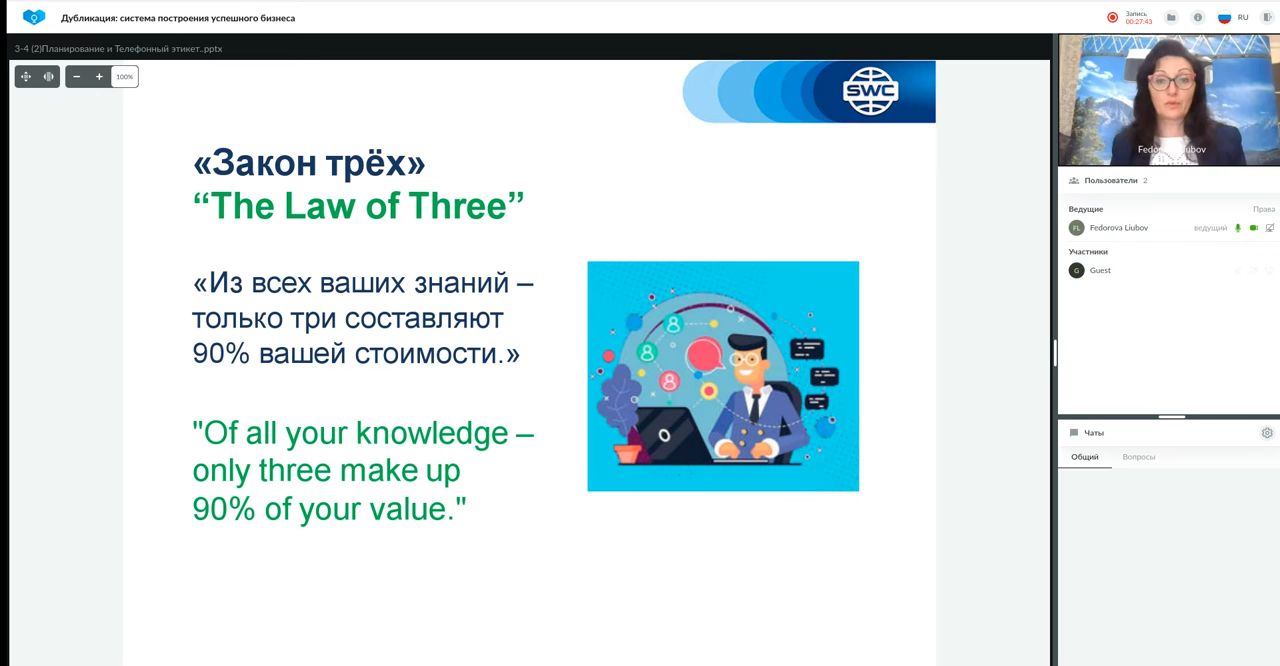 Дубликация: система построения успешного бизнеса
Запись
00:27:43
RU
3-4 (2)Планирование и Телефонный этикет..pptx
100%
SWC
«Закон трёх»
“The Law of Three”
«Из всех ваших знаний –
только три составляют
90% вашей стоимости.»
"Of all your knowledge –
only three make up
90% of your value."
Fedorova Liubov
Пользователи 2
Ведущие
Права
FL
Fedorova Liubov
ведущий
Участники
G
Guest
Чаты
Общий
Вопросы